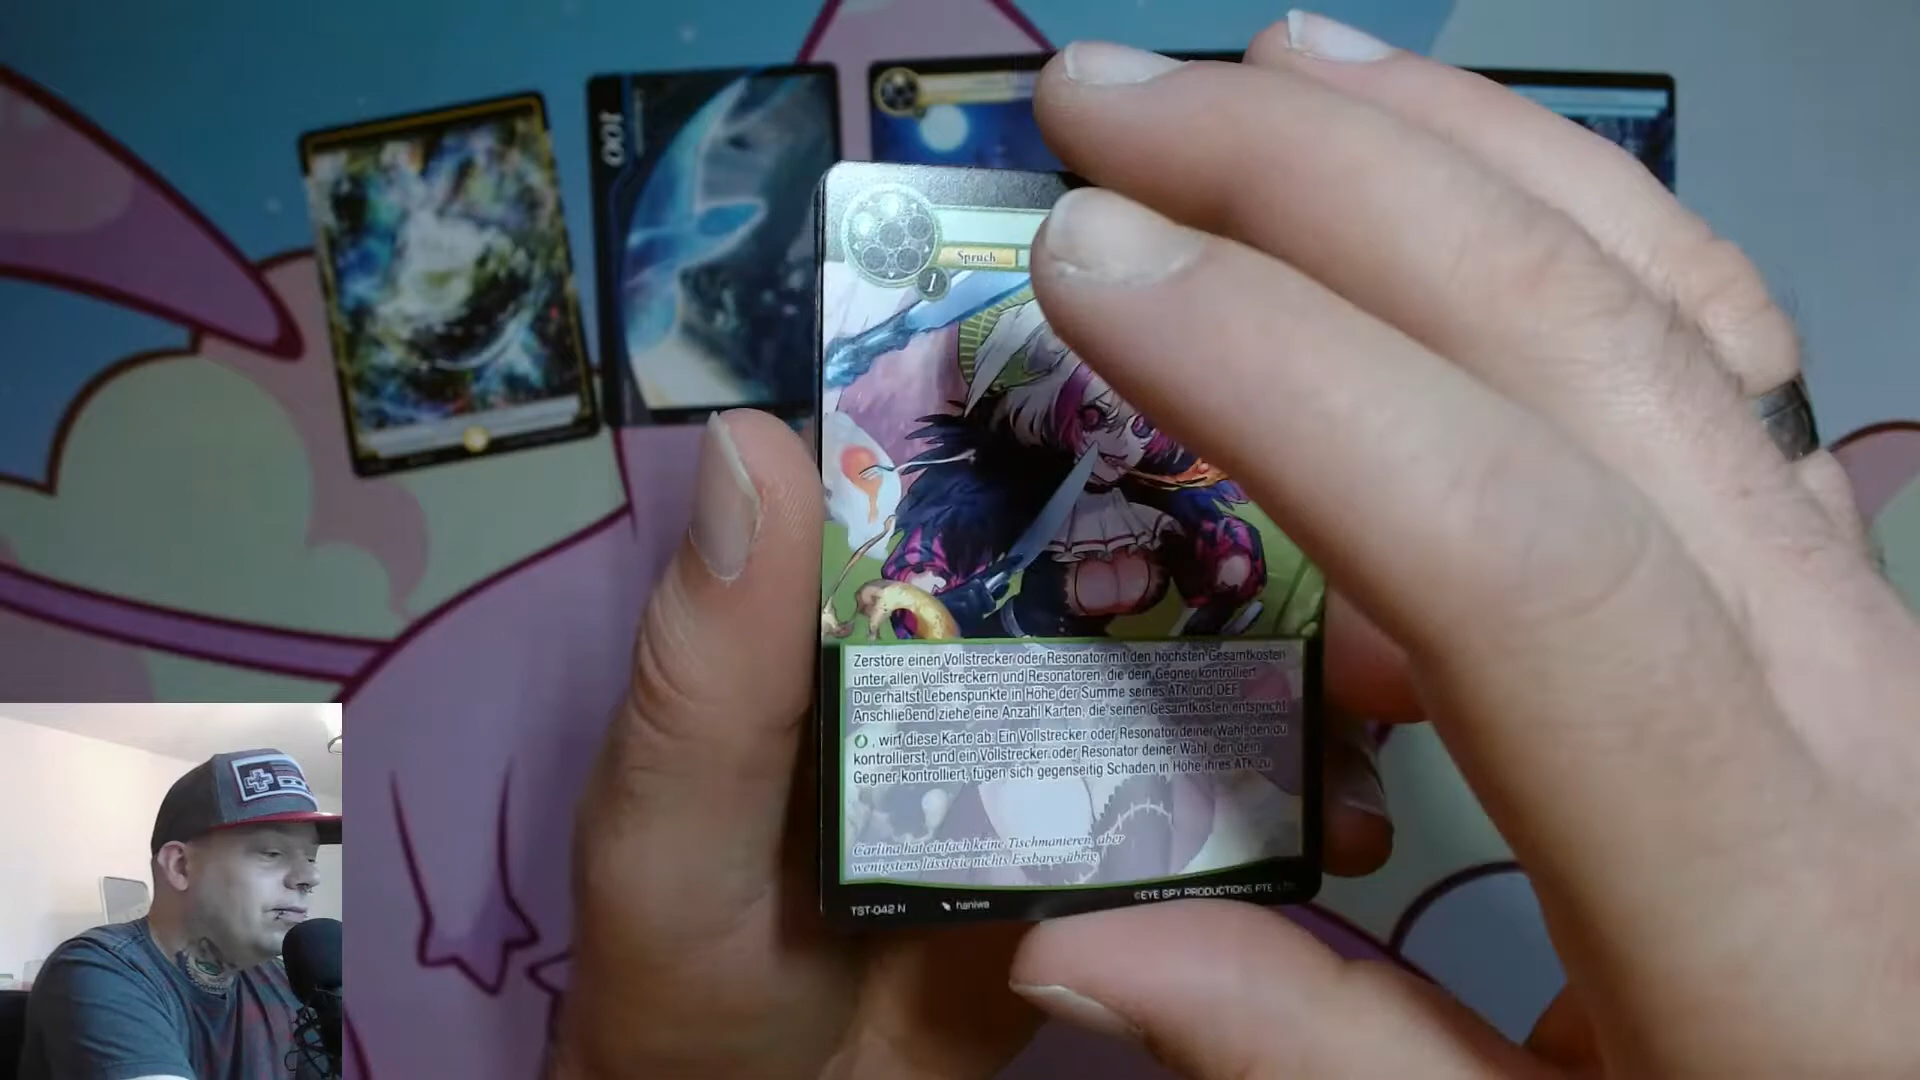 100
Spruch
1
Zerstöre einen Vollstrecker oder Resonator mit den höchsten Gesamtkosten
unter allen Vollstreckern und Resonatoren, die dein Gegner kontrolliert.
Du erhältst Lebenspunkte in Höhe der Summe seines ATK und DEF.
Anschließend ziehe eine Anzahl Karten, die seinen Gesamtkosten entspricht.
, wirf diese Karte ab: Ein Vollstrecker oder Resonator deiner Wahl, den du
kontrollierst, und ein Vollstrecker oder Resonator deiner Wahl, den dein
Gegner kontrolliert, fügen sich gegenseitig Schaden in Höhe ihres ATK zu.
Carlina hat einfach keine Tischmanieren, aber
wenigstens lässt sie nichts Essbares übrig.
©EYE SPY PRODUCTIONS PTE
TST-042 N haniwa